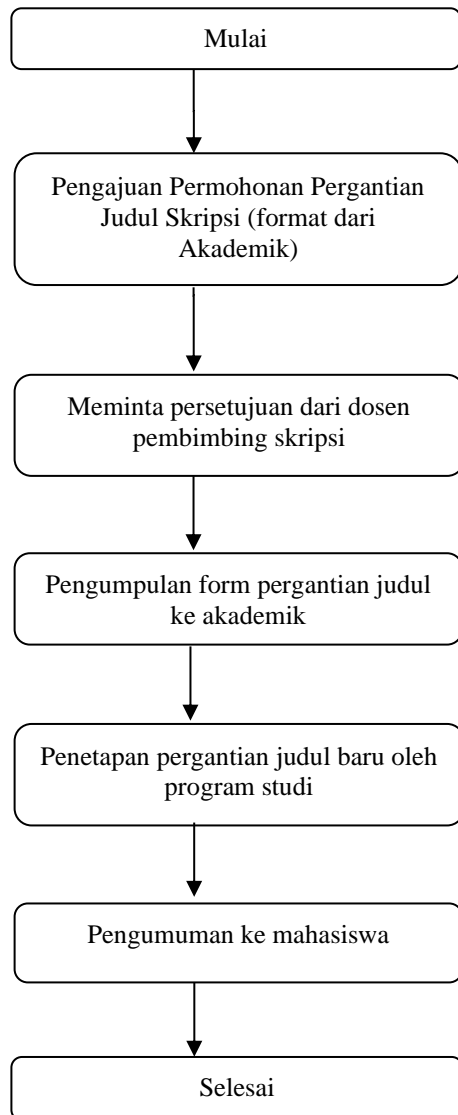 Mulai
Pengajuan Permohonan Pergantian
Judul Skripsi (format dari
Akademik)
Meminta persetujuan dari dosen
pembimbing skripsi
Pengumpulan form pergantian judul
ke akademik
Penetapan pergantian judul baru oleh
program studi
Pengumuman ke mahasiswa
Selesai